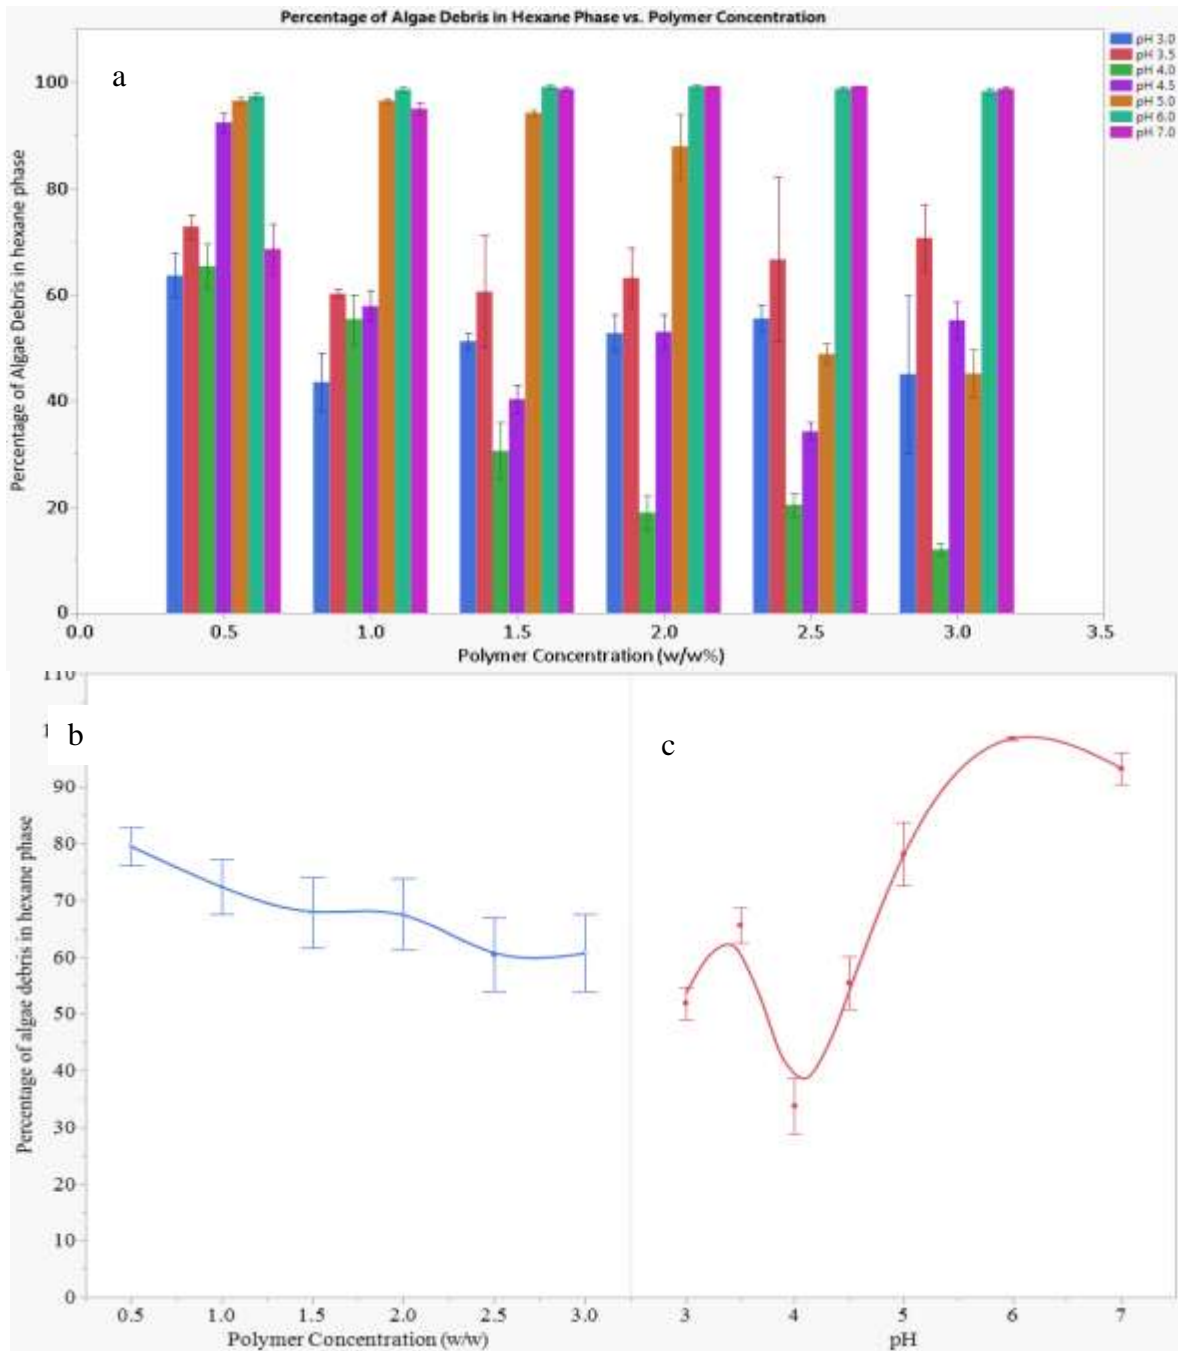 Percentage of Algae Debris in Hexane Phase vs. Polymer Concentration
a
pH 3.0
pH 3.5
pH 4.0
pH 4.5
pH 5.0
pH 6.0
pH 7.0
Percentage of Algae Debris in hexane phase
100
80
60
40
20
0
0.0 0.5 1.0 1.5 2.0 2.5 3.0 3.5
Polymer Concentration (w/w%)
110
b
c
Percentage of algae debris in hexane phase
90
80
70
60
50
40
30
20
10
0
0.5 1.0 1.5 2.0 2.5 3.0 3 4 5 6 7
Polymer Concentration (w/w) pH